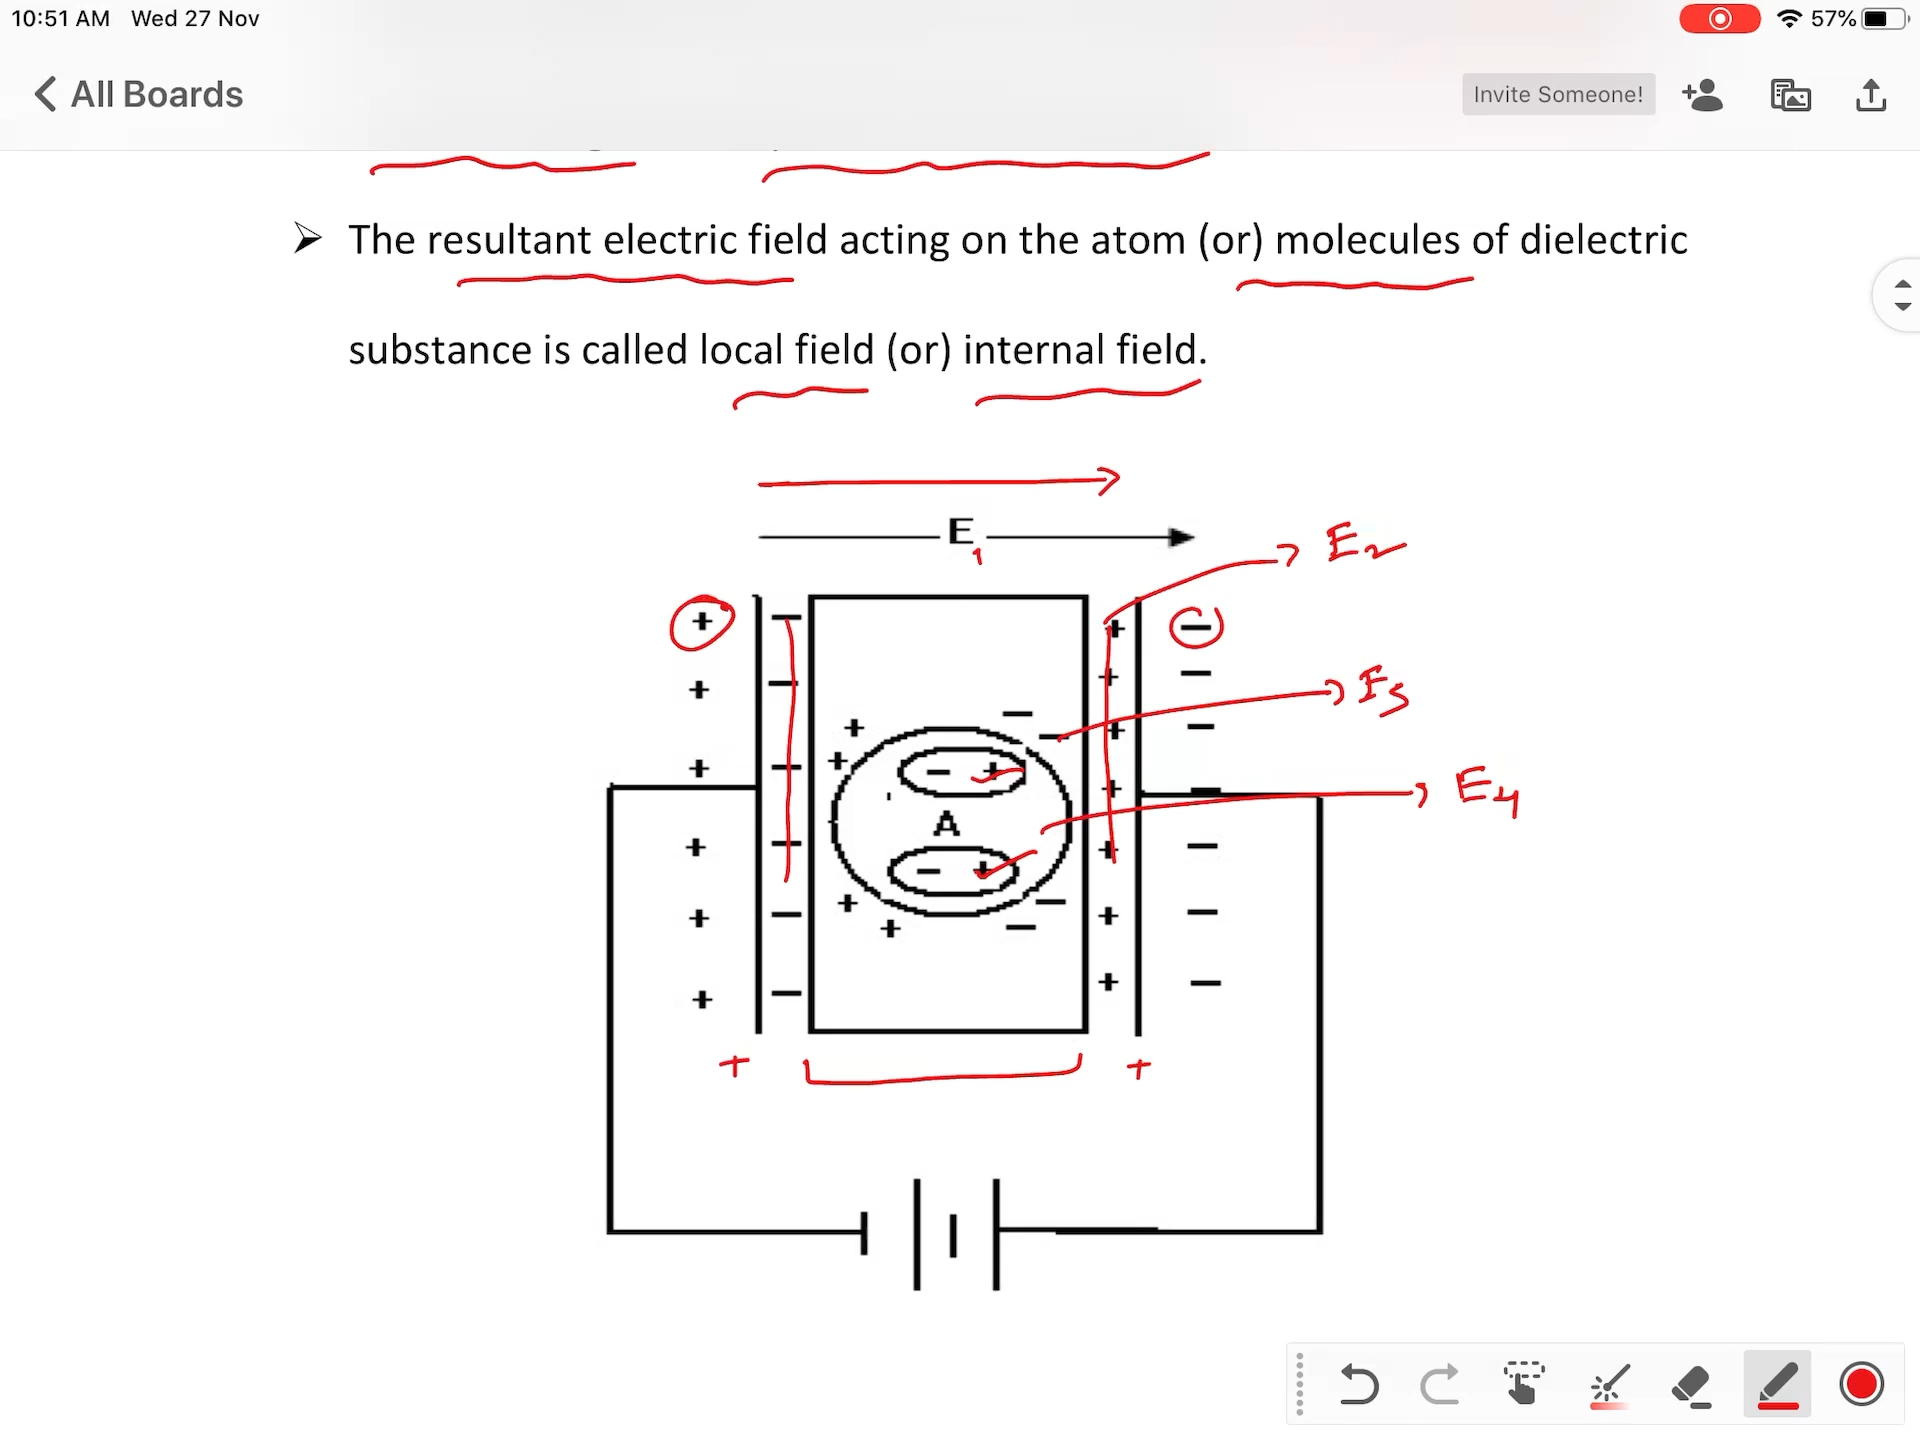 10:51 AM Wed 27 Nov
57%
All Boards
Invite Someone!
➢ The resultant electric field acting on the atom (or) molecules of dielectric
substance is called local field (or) internal field.
E1
E2
+ − + −
+ − + −
− +
+ − + −
+ − + −
+ − + −
A
E4
+ − − + −
+ − + −
+ − + −
+ − + −
+ +